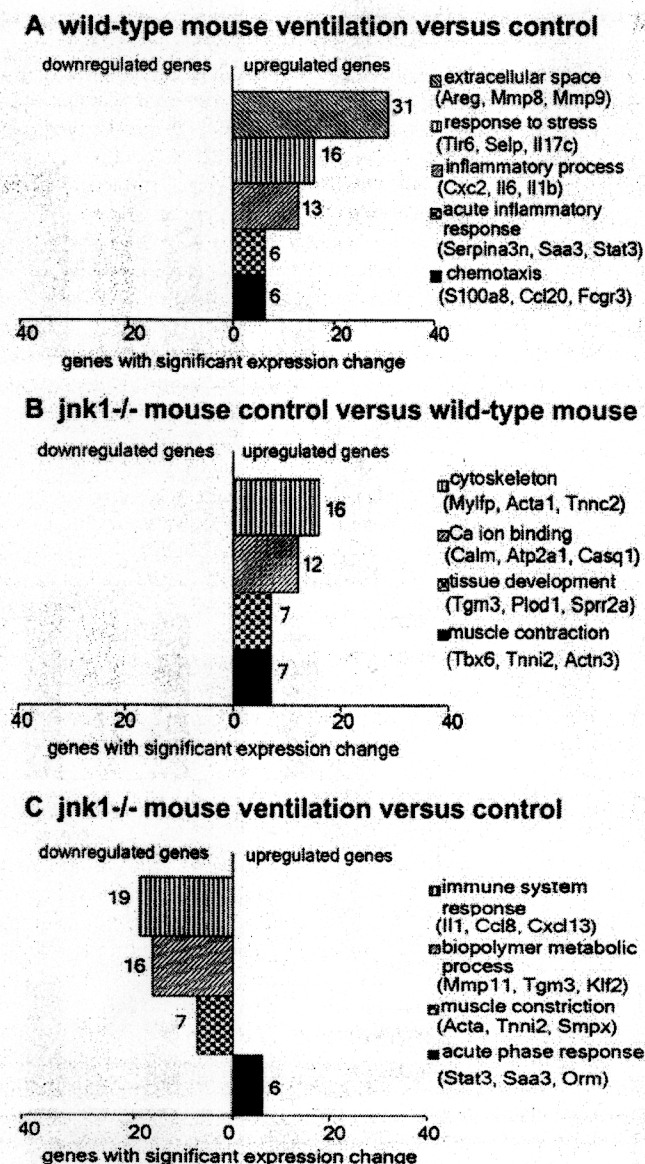 A wild-type mouse ventilation versus control
downregulated genes upregulated genes
31
16
13
6
6
extracellular space
(Areg, Mmp8, Mmp9)
response to stress
(Tlr6, Selp, Il17c)
inflammatory process
(Cxc2, Il6, Il1b)
acute inflammatory
response
(Serpina3n, Saa3, Stat3)
chemotaxis
(S100a8, Ccl20, Fcgr3)
40 20 0 20 40
genes with significant expression change
B jnk1-/- mouse control versus wild-type mouse
downregulated genes upregulated genes
16
12
7
7
cytoskeleton
(Mylfp, Acta1, Tnnc2)
Ca ion binding
(Calm, Atp2a1, Casq1)
tissue development
(Tgm3, Plod1, Sprr2a)
muscle contraction
(Tbx6, Tnni2, Actn3)
40 20 0 20 40
genes with significant expression change
C jnk1-/- mouse ventilation versus control
downregulated genes upregulated genes
19
16
7
6
immune system
response
(Il1, Ccl8, Cxcl13)
biopolymer metabolic
process
(Mmp11, Tgm3, Klf2)
muscle constriction
(Acta, Tnni2, Smpx)
acute phase response
(Stat3, Saa3, Orm)
40 20 0 20 40
genes with significant expression change